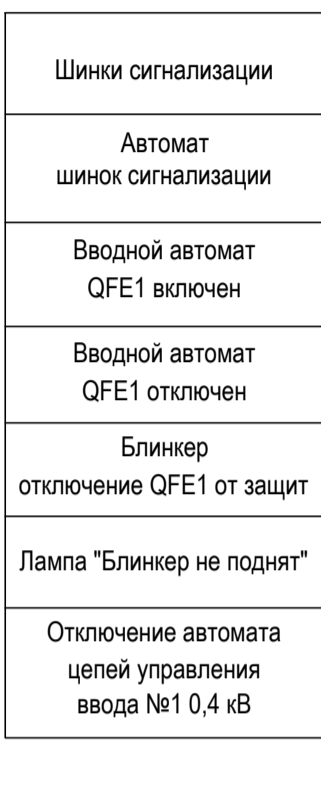 Шинки сигнализации
Автомат
шинок сигнализации
Вводной автомат
QFE1 включен
Вводной автомат
QFE1 отключен
Блинкер
отключение QFE1 от защит
Лампа "Блинкер не поднят"
Отключение автомата
цепей управления
ввода №1 0,4 кВ